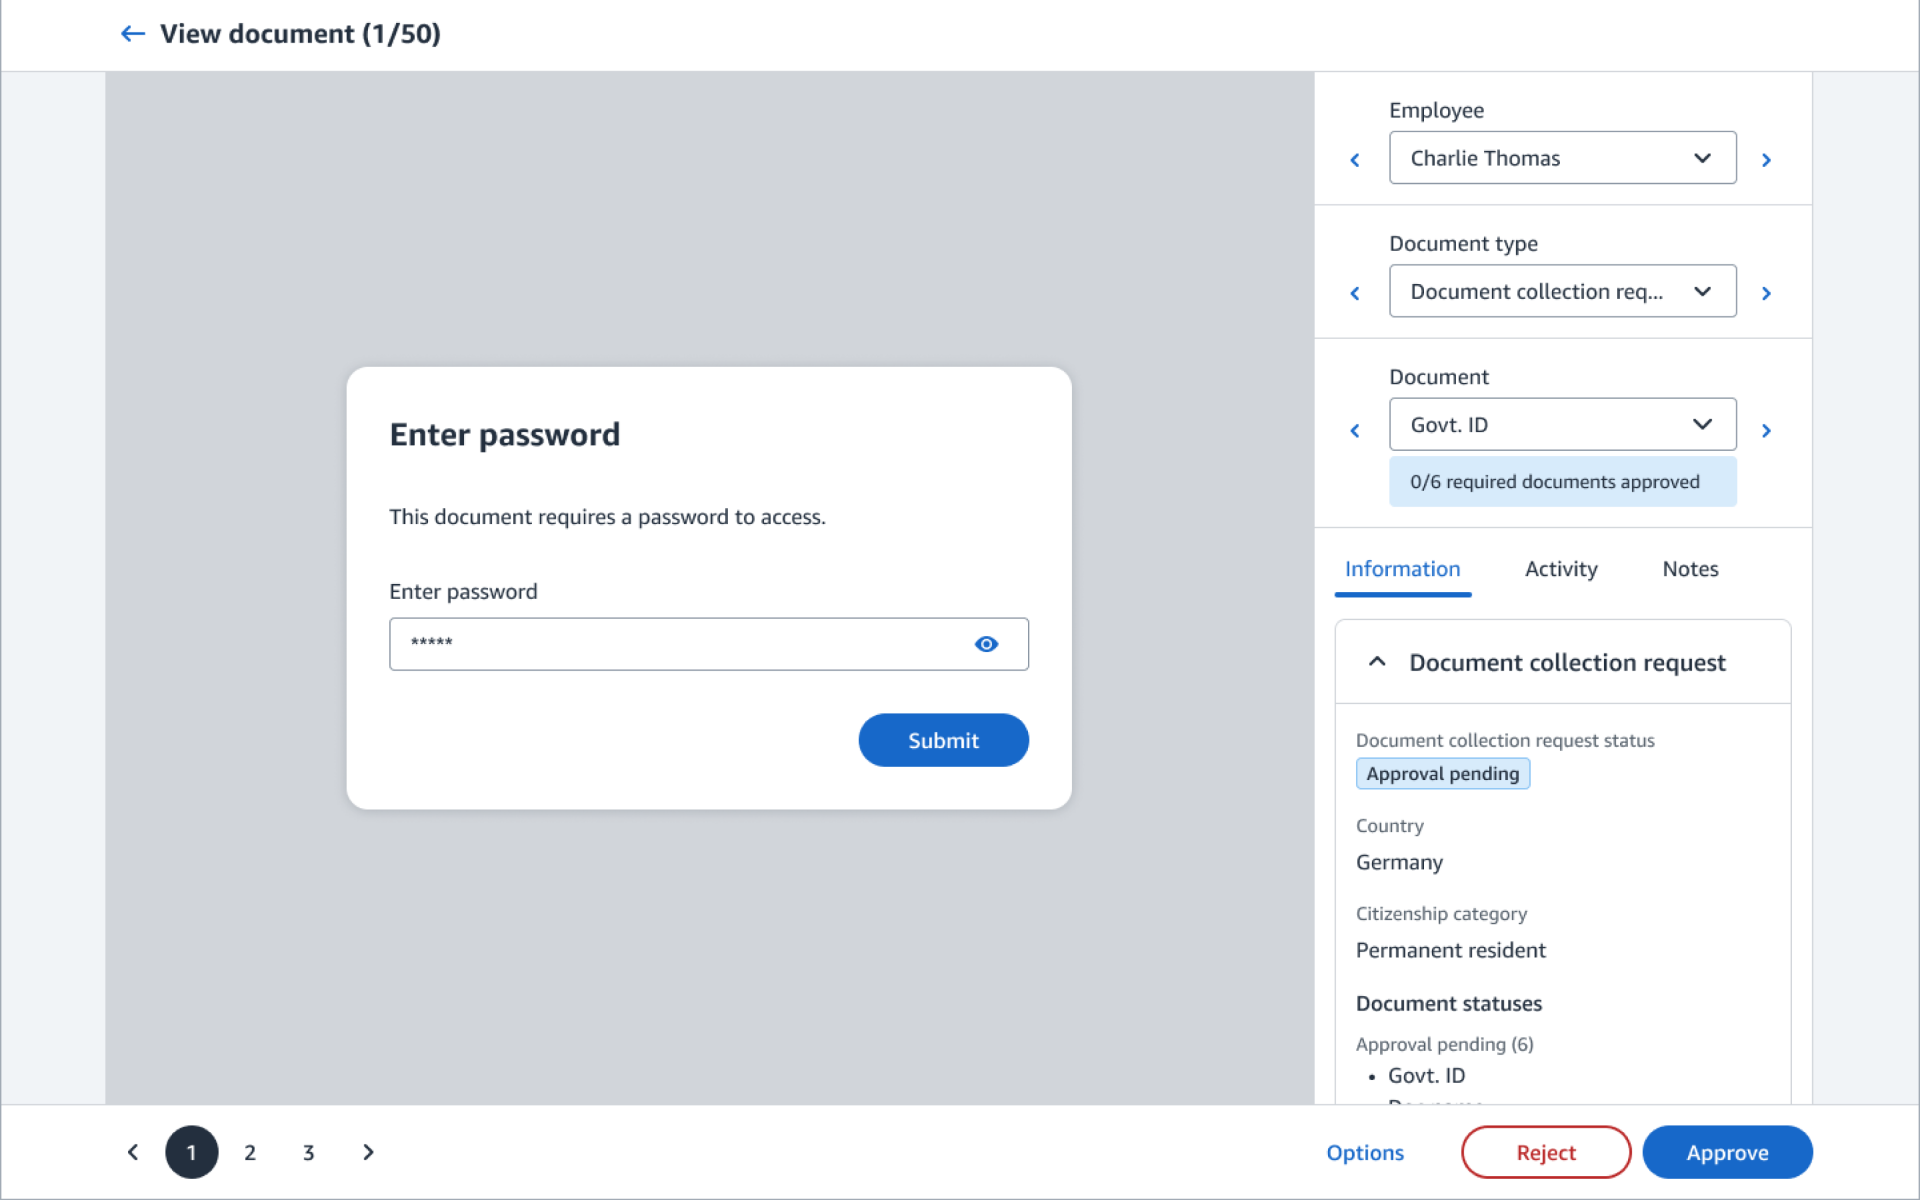 View document (1/50)
Employee
Charlie Thomas
Document type
Document collection req...
Document
Govt. ID
0/6 required documents approved
Enter password
This document requires a password to access.
Enter password
*****
Submit
Information
Activity
Notes
Document collection request
Document collection request status
Approval pending
Country
Germany
Citizenship category
Permanent resident
Document statuses
Approval pending (6)
• Govt. ID
1
2
3
Options
Reject
Approve